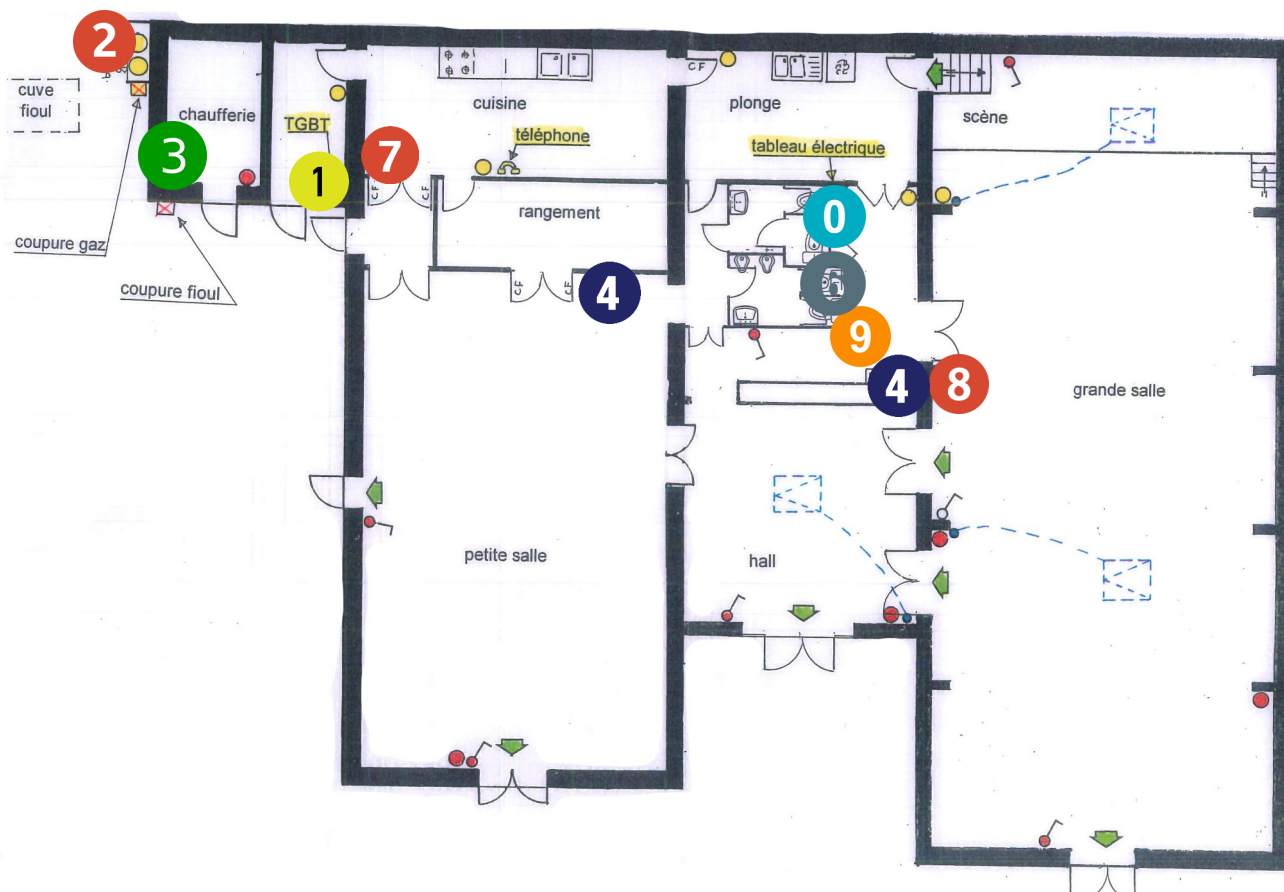 2
cuve
fioul
chaufferie
3
coupure gaz
coupure fioul
TGBT
1
7
cuisine
téléphone
rangement
CF
CF
CF
CF
4
CF
plonge
tableau électrique
0
6
9
4
8
scène
grande salle
petite salle
hall